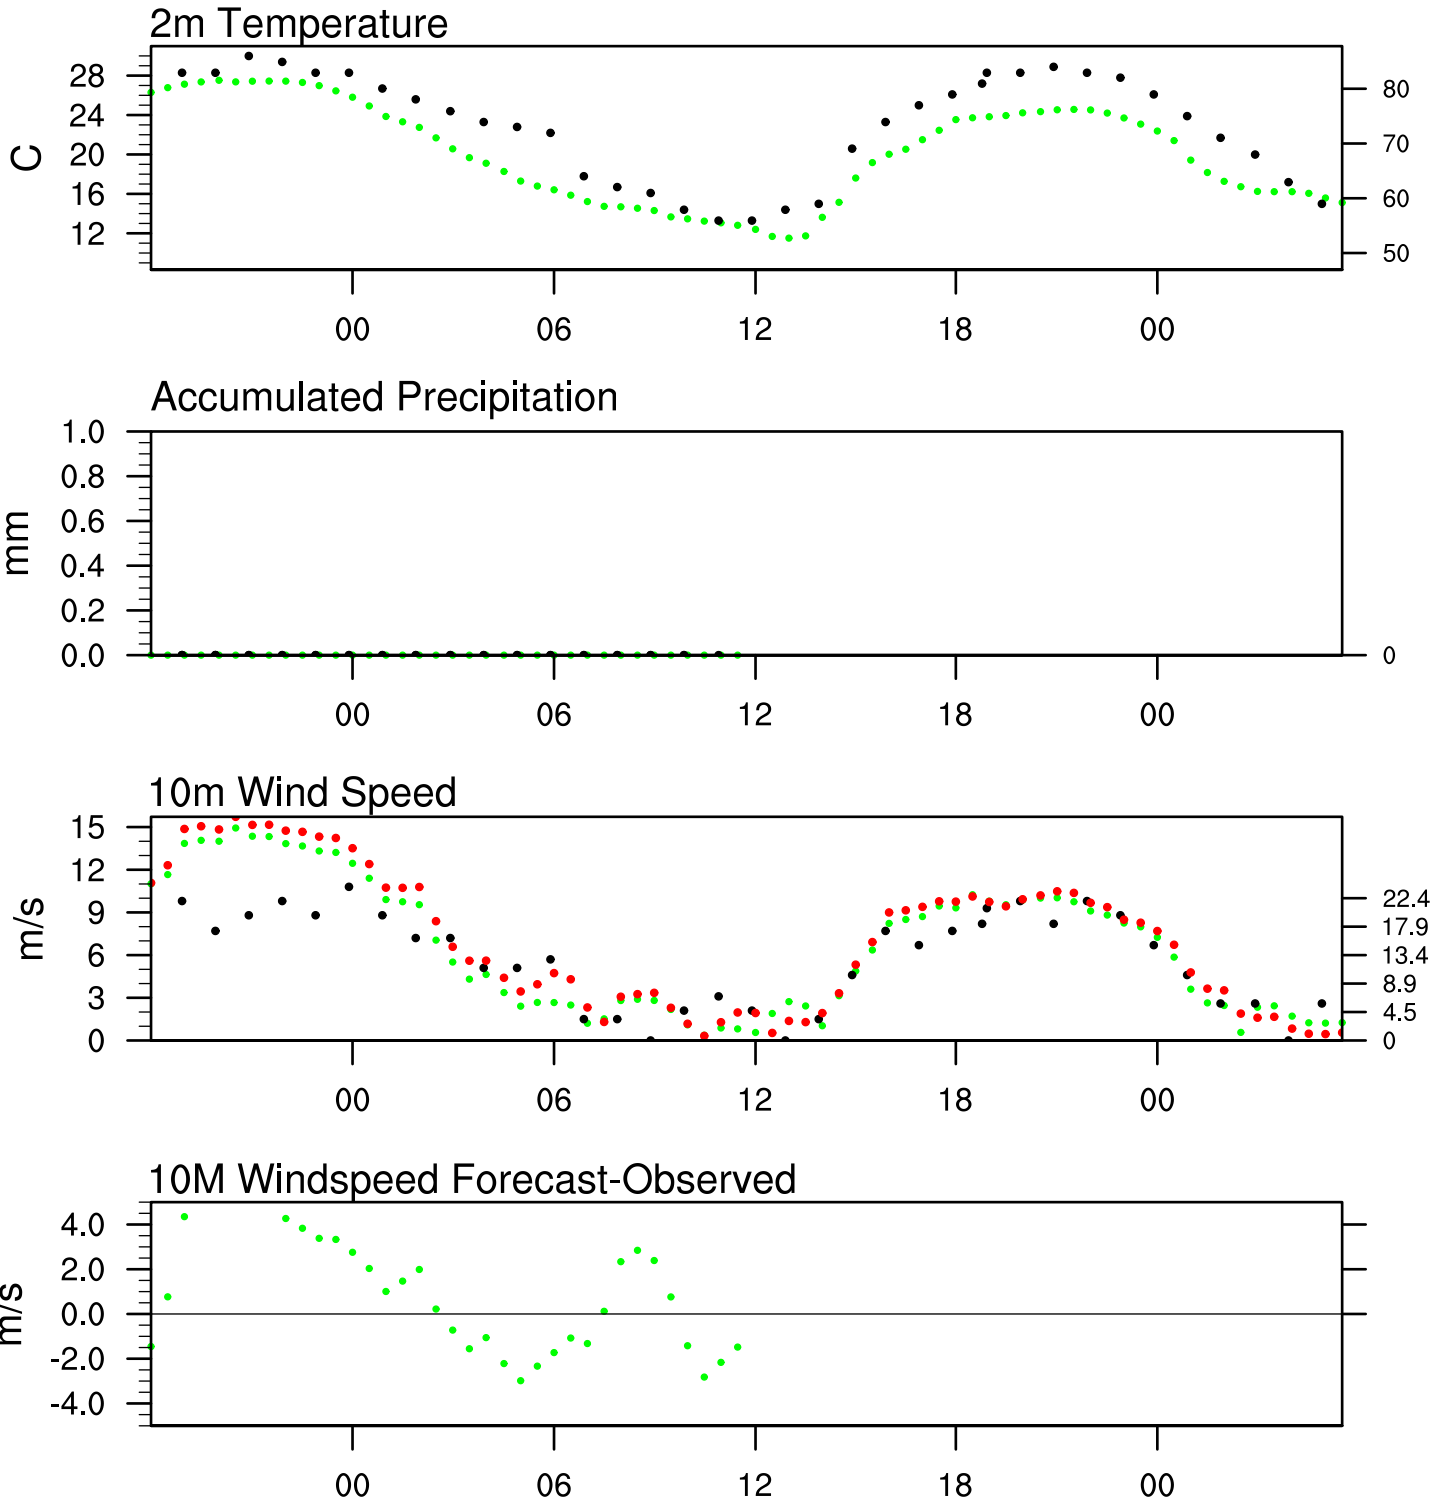 2m Temperature
28
24
20
16
12
C
80
70
60
50
00 06 12 18 00
Accumulated Precipitation
1.0
0.8
0.6
0.4
0.2
0.0
mm
0
00 06 12 18 00
10m Wind Speed
15
12
9
6
3
0
m/s
22.4
17.9
13.4
8.9
4.5
0
00 06 12 18 00
10M Windspeed Forecast-Observed
4.0
2.0
0.0
-2.0
-4.0
m/s
00 06 12 18 00